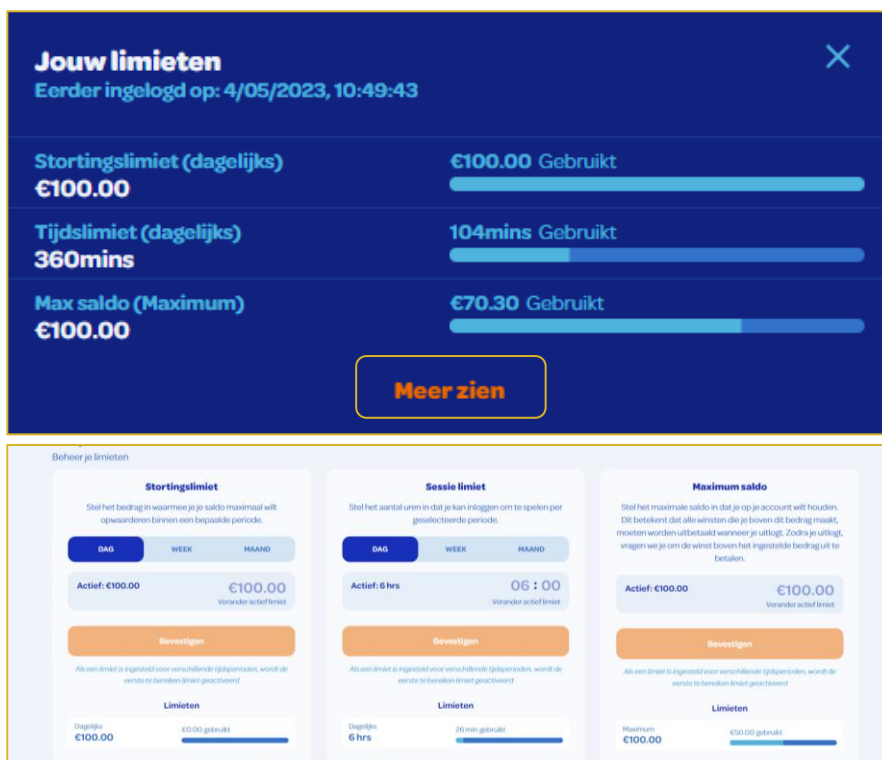 Jouw limieten
Eerder ingelogd op: 4/05/2023, 10:49:43
Stortingslimiet (dagelijks)
€100.00
€100.00 Gebruikt
Tijdslimiet (dagelijks)
360mins
104mins Gebruikt
Max saldo (Maximum)
€100.00
€70.30 Gebruikt
Meer zien
Beheer je limieten
Stortingslimiet
Stel het bedrag in waarmee je je saldo maximaal wilt
opwaarderen binnen een bepaalde periode.
DAG WEEK MAAND
Actief: €100.00 €100.00
Verander actief limiet
Bevestigen
Als een limiet is ingesteld voor verschillende tijdsperioden, wordt de
eerste te bereiken limiet geactiveerd
Limieten
Dagelijks
€100.00
€0.00 gebruikt
Sessie limiet
Stel het aantal uren in dat je kan inloggen om te spelen per
geselecteerde periode.
DAG WEEK MAAND
Actief: 6 hrs 06 : 00
Verander actief limiet
Bevestigen
Als een limiet is ingesteld voor verschillende tijdsperioden, wordt de
eerste te bereiken limiet geactiveerd
Limieten
Dagelijks
6 hrs
26 min gebruikt
Maximum saldo
Stel het maximale saldo in dat je op je account wilt houden.
Dit betekent dat alle winsten die je boven dit bedrag maakt,
moeten worden uitbetaald wanneer je uitlogt. Zodra je uitlogt,
vragen we je om de winst boven het ingestelde bedrag uit te
betalen.
Actief: €100.00 €100.00
Verander actief limiet
Bevestigen
Als een limiet is ingesteld voor verschillende tijdsperioden, wordt de
eerste te bereiken limiet geactiveerd
Limieten
Maximum
€100.00
€50.00 gebruikt